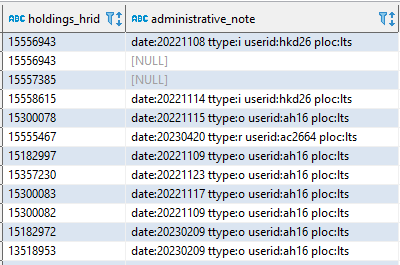 ABC holdings_hrid ABC administrative_note
15556943 date:20221108 ttype:i userid:hkd26 ploc:lts
15556943 [NULL]
15557385 [NULL]
15558615 date:20221114 ttype:i userid:hkd26 ploc:lts
15300078 date:20221115 ttype:o userid:ah16 ploc:lts
15555467 date:20230420 ttype:r userid:ac2664 ploc:lts
15182997 date:20221109 ttype:o userid:ah16 ploc:lts
15357230 date:20221123 ttype:o userid:ah16 ploc:lts
15300083 date:20221117 ttype:o userid:ah16 ploc:lts
15300082 date:20221109 ttype:o userid:ah16 ploc:lts
15182972 date:20230209 ttype:o userid:ah16 ploc:lts
13518953 date:20230209 ttype:o userid:ah16 ploc:lts